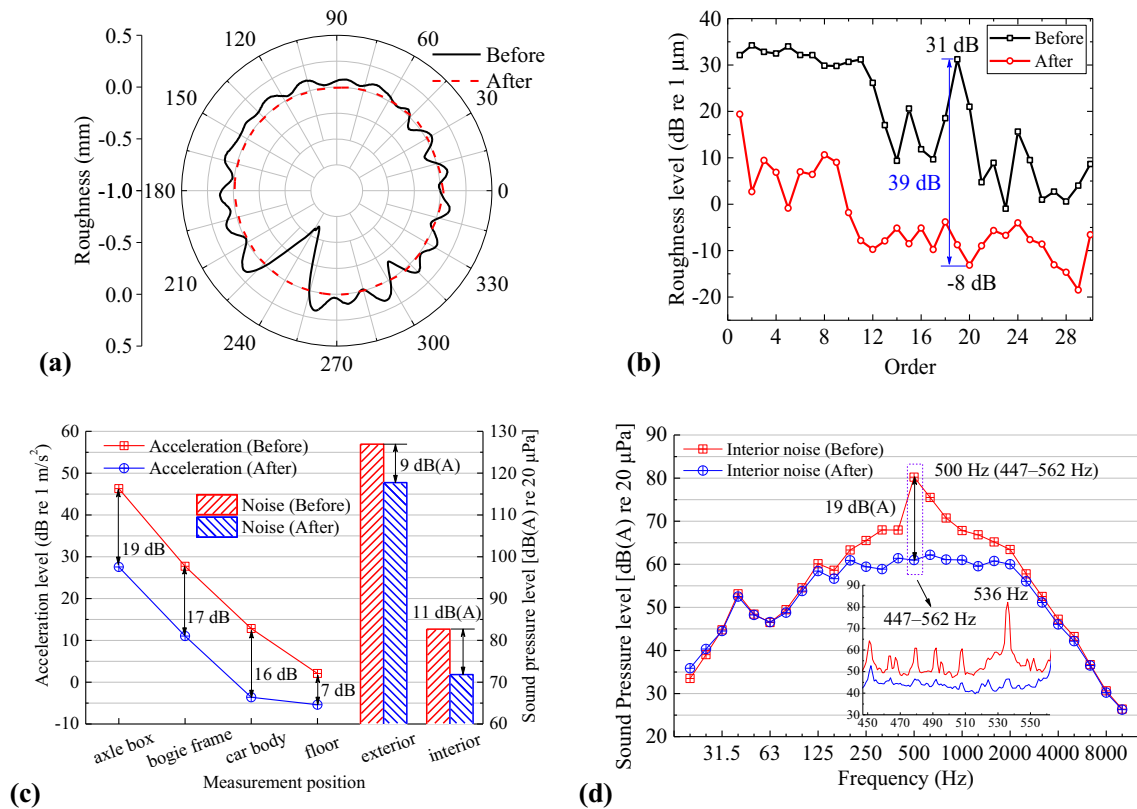 0.5
0.0
-0.5
-1.0
-0.5
0.0
0.5
Roughness (mm)
90
120
60
150
30
180
0
210
330
240
300
270
Before
After
(a)
40
30
20
10
0
-10
-20
Roughness level (dB re 1 μm)
0 4 8 12 16 20 24 28
Order
31 dB
39 dB
-8 dB
Before
After
(b)
60
50
40
30
20
10
0
-10
Acceleration level (dB re 1 m/s²)
130
120
110
100
90
80
70
60
Sound pressure level [dB(A) re 20 μPa]
Acceleration (Before)
Acceleration (After)
Noise (Before)
Noise (After)
19 dB
17 dB
16 dB
7 dB
9 dB(A)
11 dB(A)
axle box
bogie frame
car body
floor
exterior
interior
Measurement position
(c)
90
80
70
60
50
40
30
20
Sound Pressure level [dB(A) re 20 μPa]
Interior noise (Before)
Interior noise (After)
500 Hz (447–562 Hz)
19 dB(A)
447–562 Hz
536 Hz
90
80
70
60
50
40
30
450 470 490 510 530 550
31.5 63 125 250 500 1000 2000 4000 8000
Frequency (Hz)
(d)